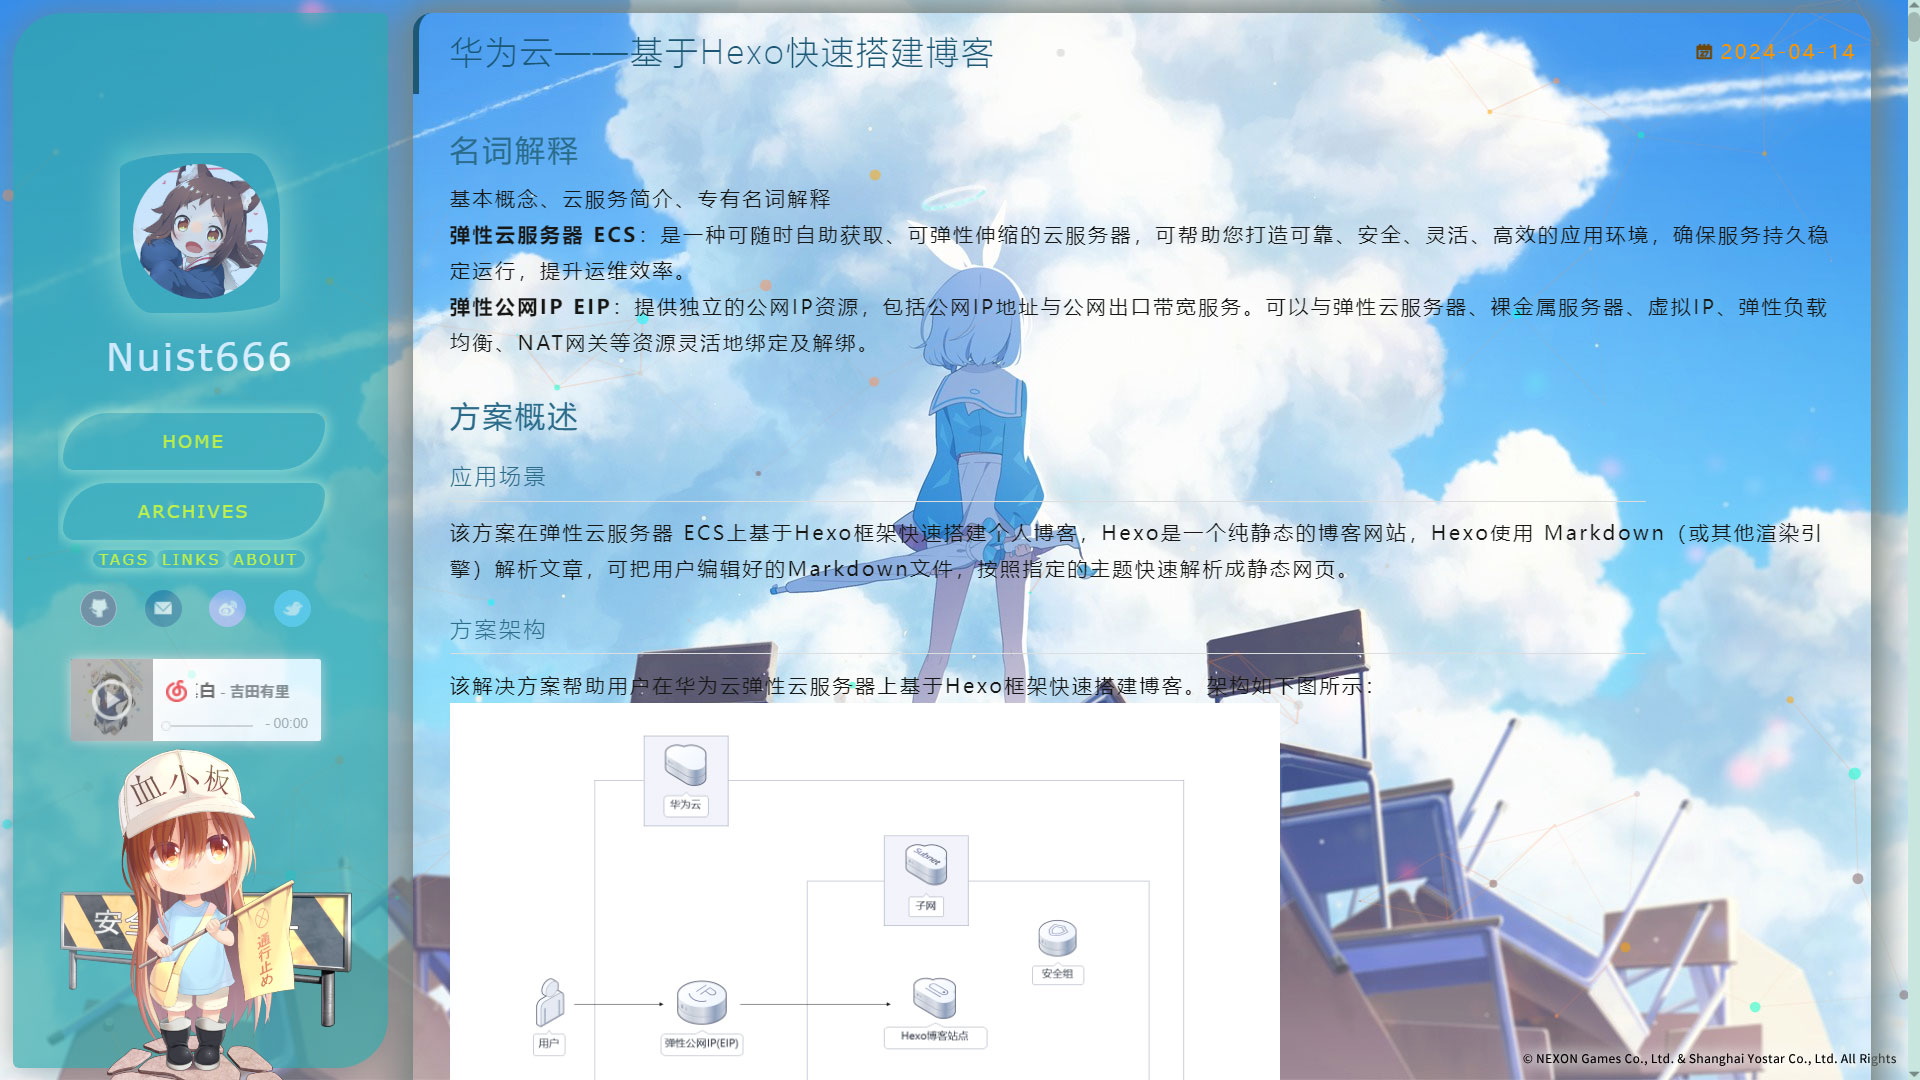 华为云——基于Hexo快速搭建博客
2024-04-14
Nuist666
HOME
ARCHIVES
TAGS LINKS ABOUT
白 - 吉田有里
- 00:00
血小板
安全
通行止め
名词解释
基本概念、云服务简介、专有名词解释
弹性云服务器 ECS：是一种可随时自助获取、可弹性伸缩的云服务器，可帮助您打造可靠、安全、灵活、高效的应用环境，确保服务持久稳
定运行，提升运维效率。
弹性公网IP EIP：提供独立的公网IP资源，包括公网IP地址与公网出口带宽服务。可以与弹性云服务器、裸金属服务器、虚拟IP、弹性负载
均衡、NAT网关等资源灵活地绑定及解绑。
方案概述
应用场景
该方案在弹性云服务器 ECS上基于Hexo框架快速搭建个人博客，Hexo是一个纯静态的博客网站，Hexo使用 Markdown（或其他渲染引
擎）解析文章，可把用户编辑好的Markdown文件，按照指定的主题快速解析成静态网页。
方案架构
该解决方案帮助用户在华为云弹性云服务器上基于Hexo框架快速搭建博客。架构如下图所示：
华为云
Subnet
子网
安全组
IP
用户
弹性公网IP(EIP)
Hexo博客站点
© NEXON Games Co., Ltd. & Shanghai Yostar Co., Ltd. All Rights